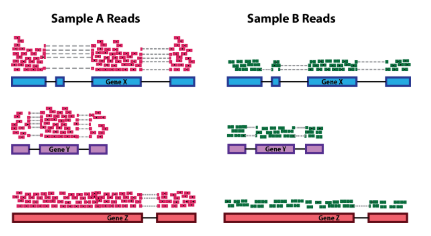 Sample A Reads
Sample B Reads
Gene X
Gene X
Gene Y
Gene Y
Gene Z
Gene Z